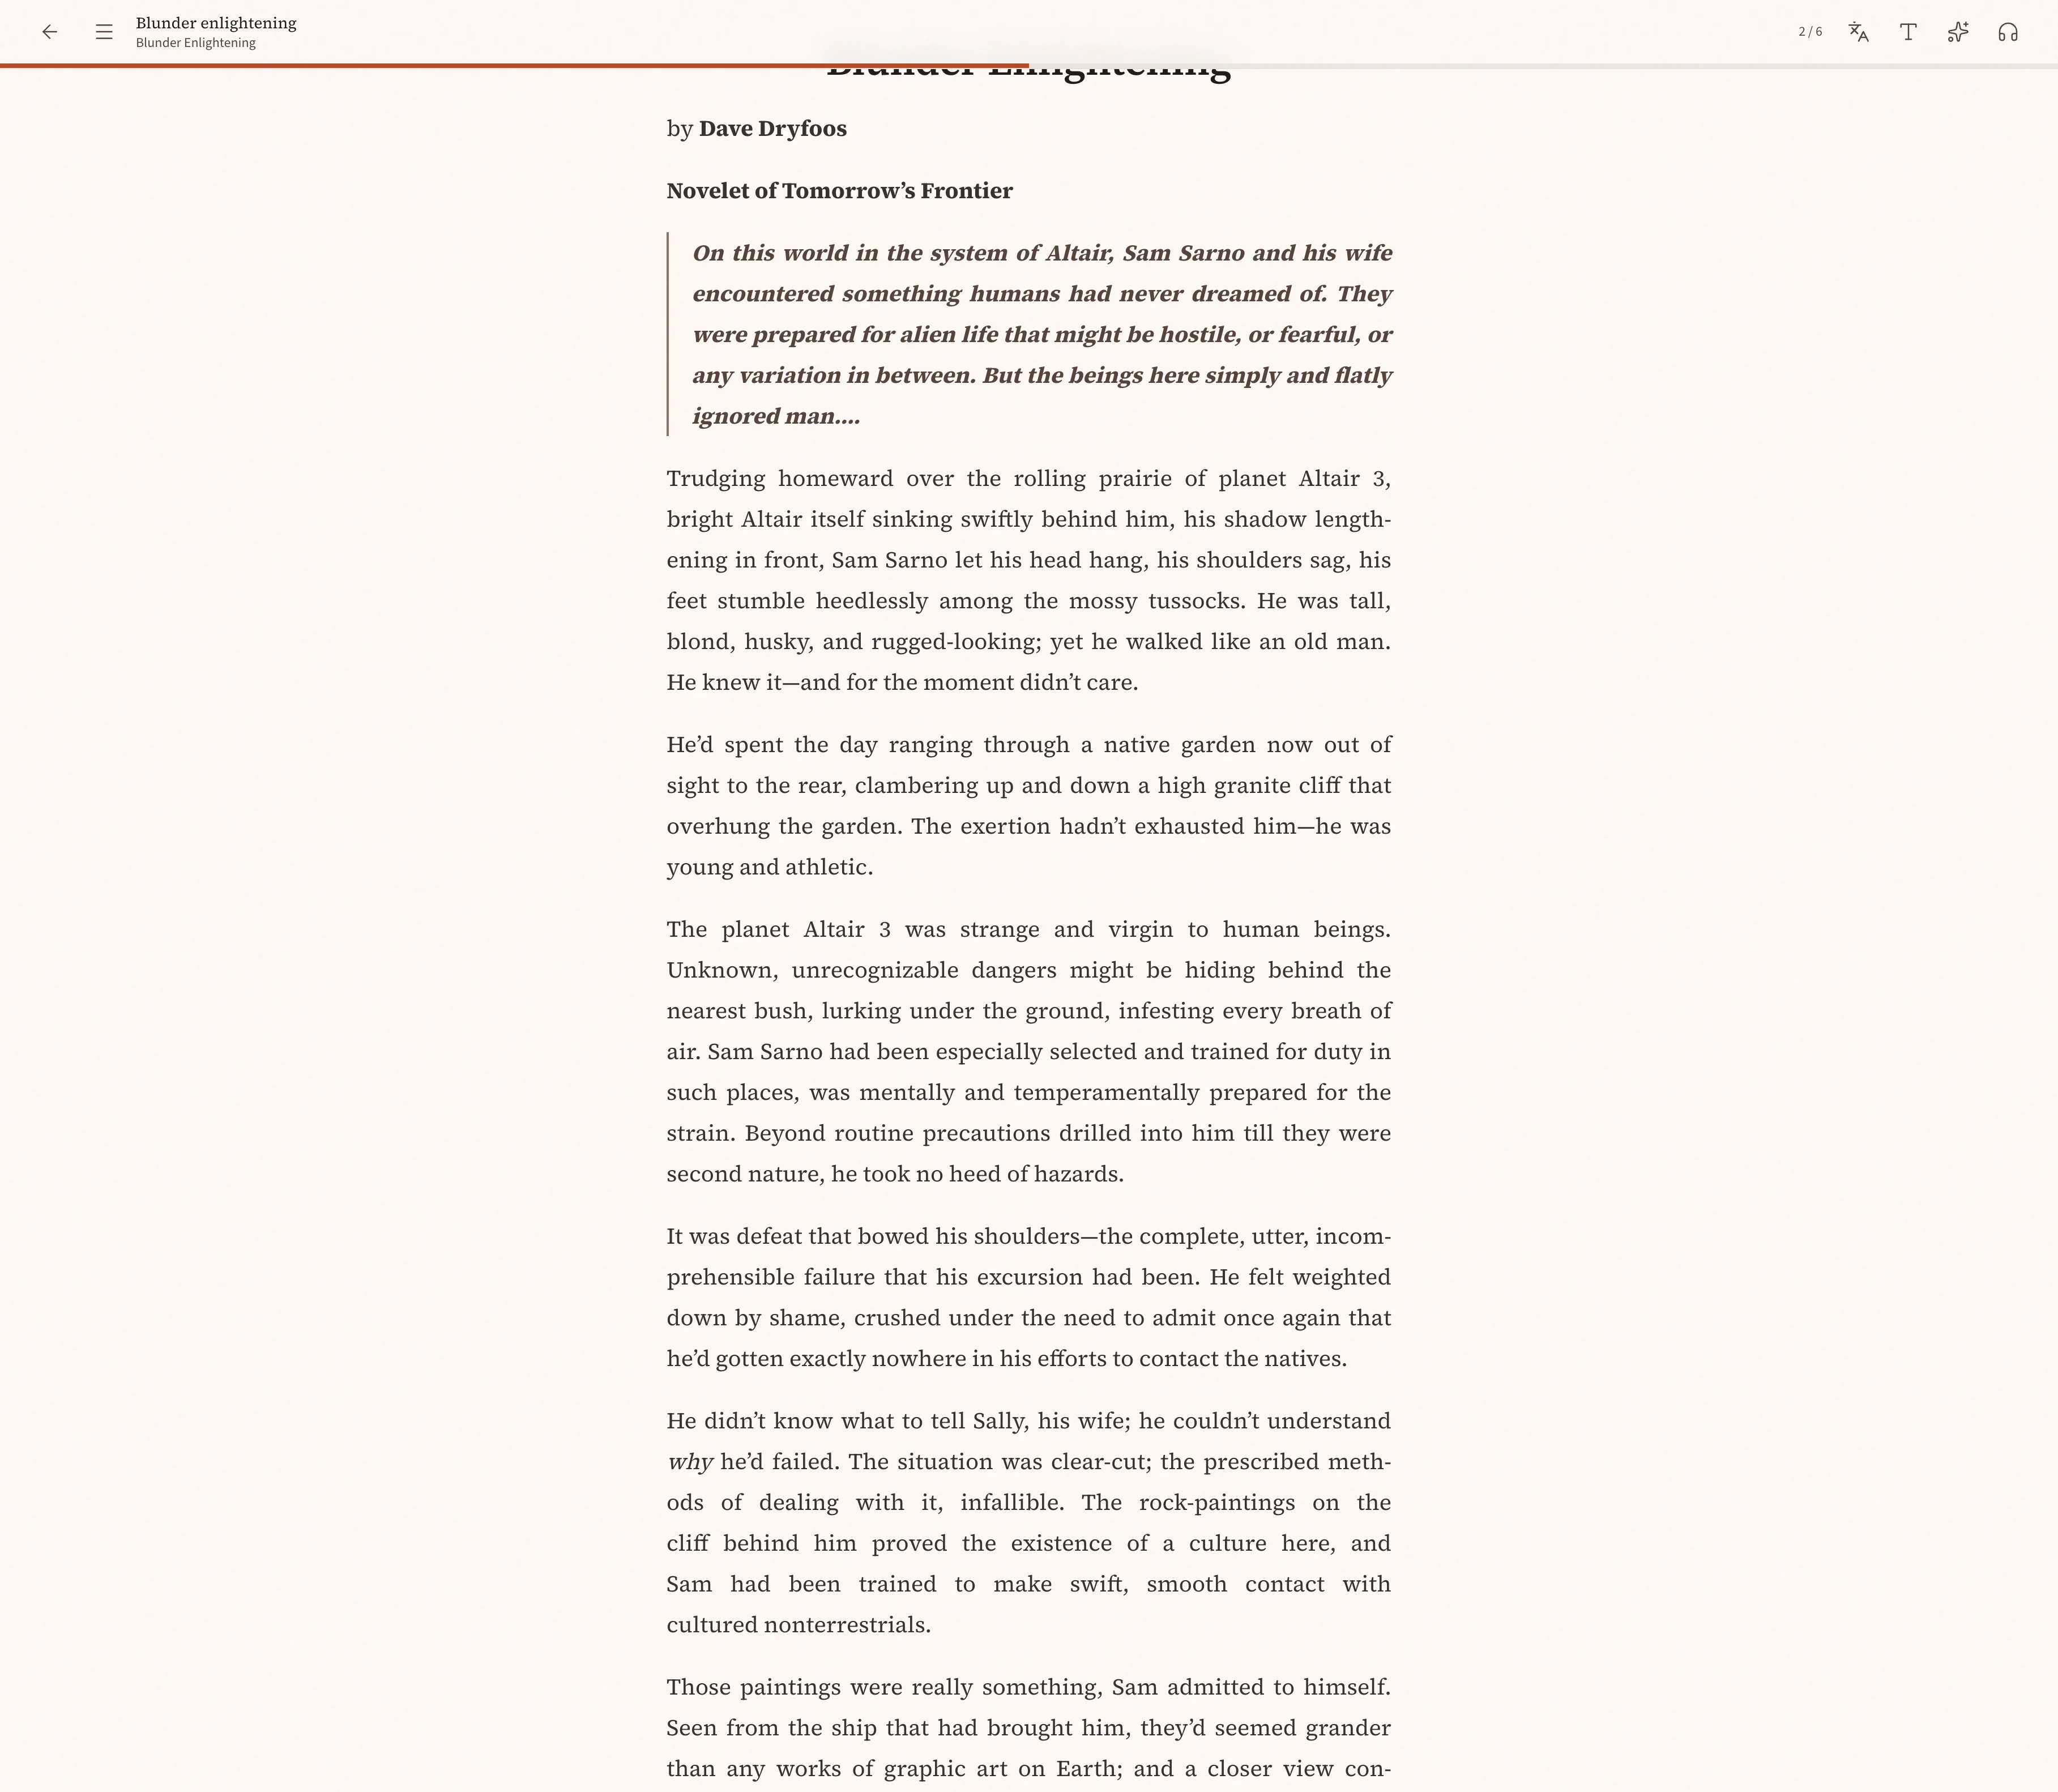 Blunder enlightening
Blunder Enlightening
2 / 6
Blunder Enlightening
by Dave Dryfoos
Novelet of Tomorrow’s Frontier
On this world in the system of Altair, Sam Sarno and his wife
encountered something humans had never dreamed of. They
were prepared for alien life that might be hostile, or fearful, or
any variation in between. But the beings here simply and flatly
ignored man....
Trudging homeward over the rolling prairie of planet Altair 3,
bright Altair itself sinking swiftly behind him, his shadow length-
ening in front, Sam Sarno let his head hang, his shoulders sag, his
feet stumble heedlessly among the mossy tussocks. He was tall,
blond, husky, and rugged-looking; yet he walked like an old man.
He knew it—and for the moment didn’t care.
He’d spent the day ranging through a native garden now out of
sight to the rear, clambering up and down a high granite cliff that
overhung the garden. The exertion hadn’t exhausted him—he was
young and athletic.
The planet Altair 3 was strange and virgin to human beings.
Unknown, unrecognizable dangers might be hiding behind the
nearest bush, lurking under the ground, infesting every breath of
air. Sam Sarno had been especially selected and trained for duty in
such places, was mentally and temperamentally prepared for the
strain. Beyond routine precautions drilled into him till they were
second nature, he took no heed of hazards.
It was defeat that bowed his shoulders—the complete, utter, incom-
prehensible failure that his excursion had been. He felt weighted
down by shame, crushed under the need to admit once again that
he’d gotten exactly nowhere in his efforts to contact the natives.
He didn’t know what to tell Sally, his wife; he couldn’t understand
why he’d failed. The situation was clear-cut; the prescribed meth-
ods of dealing with it, infallible. The rock-paintings on the
cliff behind him proved the existence of a culture here, and
Sam had been trained to make swift, smooth contact with
cultured nonterrestrials.
Those paintings were really something, Sam admitted to himself.
Seen from the ship that had brought him, they’d seemed grander
than any works of graphic art on Earth; and a closer view con-